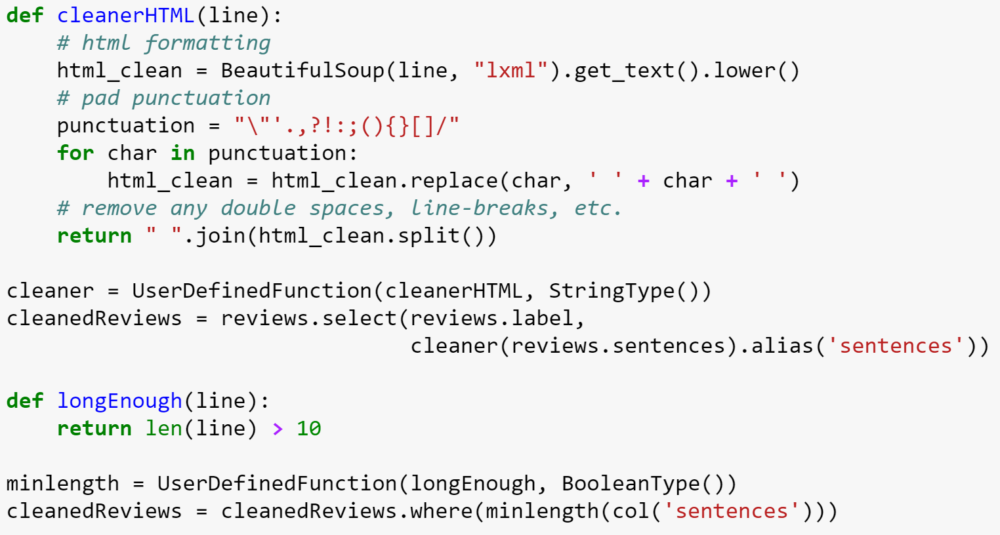 def cleanerHTML(line):
    # html formatting
    html_clean = BeautifulSoup(line, "lxml").get_text().lower()
    # pad punctuation
    punctuation = "\"'.,?!:;(){}[]/"
    for char in punctuation:
        html_clean = html_clean.replace(char, ' ' + char + ' ')
    # remove any double spaces, line-breaks, etc.
    return " ".join(html_clean.split())

cleaner = UserDefinedFunction(cleanerHTML, StringType())
cleanedReviews = reviews.select(reviews.label,
                                cleaner(reviews.sentences).alias('sentences'))

def longEnough(line):
    return len(line) > 10

minlength = UserDefinedFunction(longEnough, BooleanType())
cleanedReviews = cleanedReviews.where(minlength(col('sentences')))